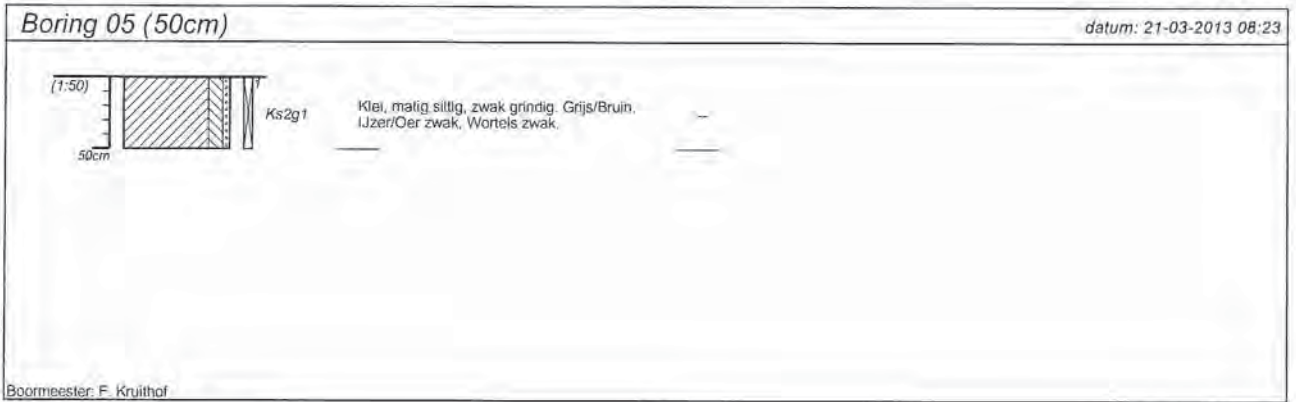 Boring 05 (50cm)
datum: 21-03-2013 08:23
(1:50)
1
Ks2g1
Klei, matig siltig, zwak grindig. Grijs/Bruin.
IJzer/Oer zwak, Wortels zwak.
50cm
Boormeester: F. Kruithof